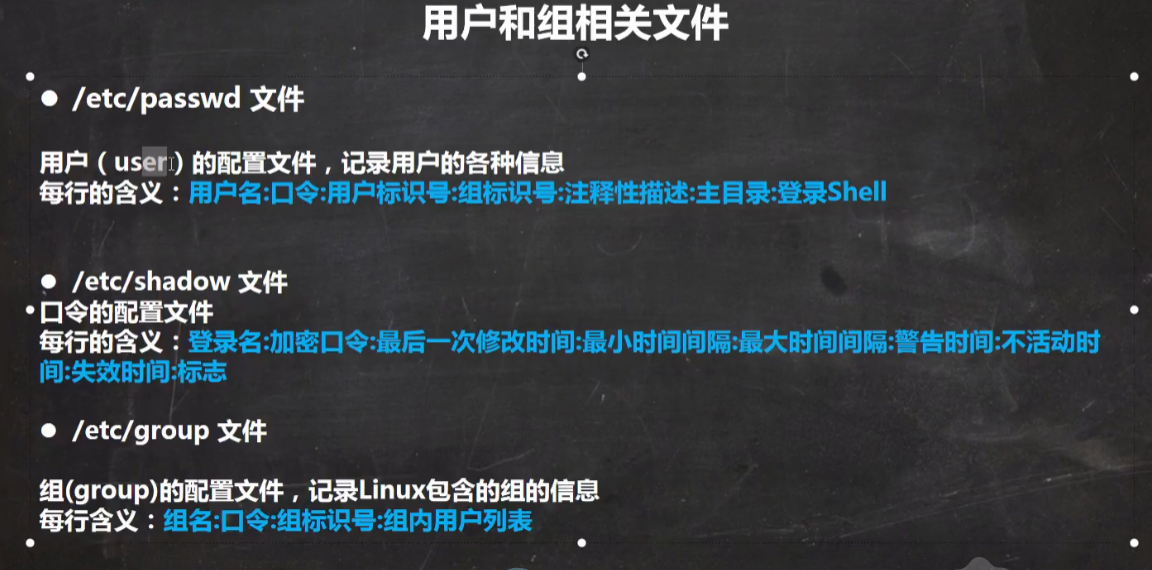 用户和组相关文件
● /etc/passwd 文件
用户（user）的配置文件，记录用户的各种信息
每行的含义：用户名:口令:用户标识号:组标识号:注释性描述:主目录:登录Shell
● /etc/shadow 文件
口令的配置文件
每行的含义：登录名:加密口令:最后一次修改时间:最小时间间隔:最大时间间隔:警告时间:不活动时
间:失效时间:标志
● /etc/group 文件
组(group)的配置文件，记录Linux包含的组的信息
每行含义：组名:口令:组标识号:组内用户列表